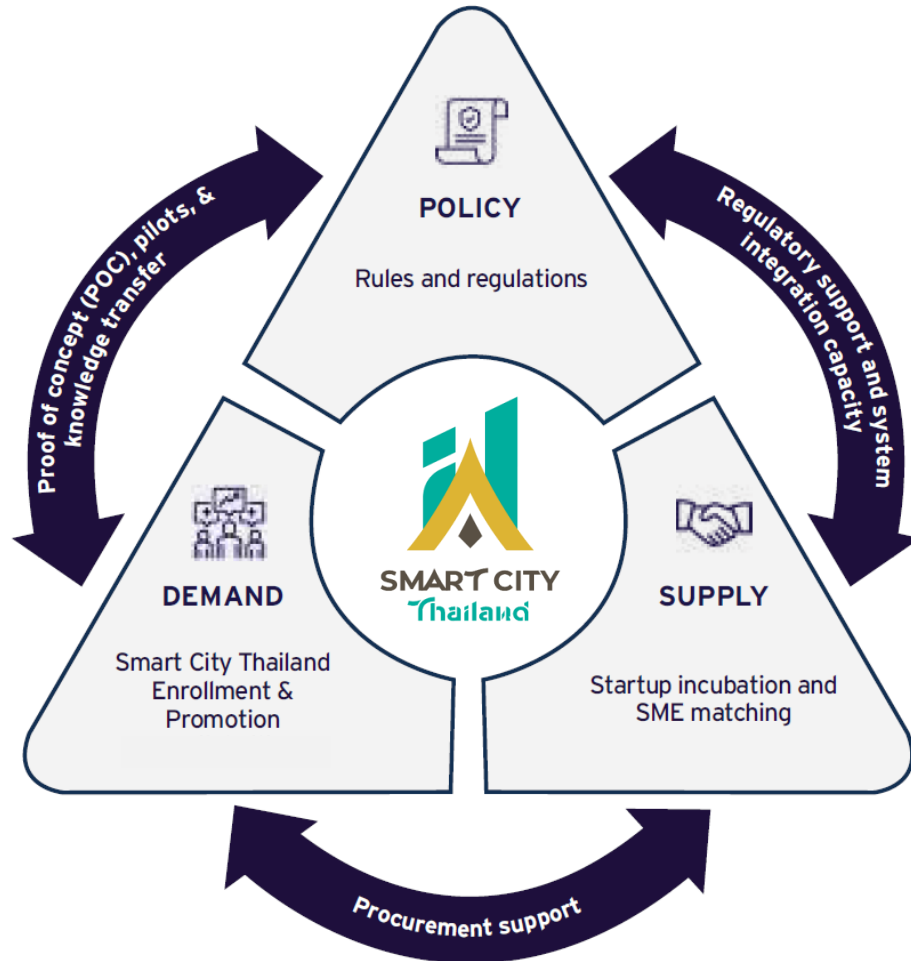 POLICY
Rules and regulations
Proof of concept (POC), pilots, &
knowledge transfer
Regulatory support and system
integration capacity
SMART CITY
Thailand
DEMAND
Smart City Thailand
Enrollment &
Promotion
SUPPLY
Startup incubation and
SME matching
Procurement support